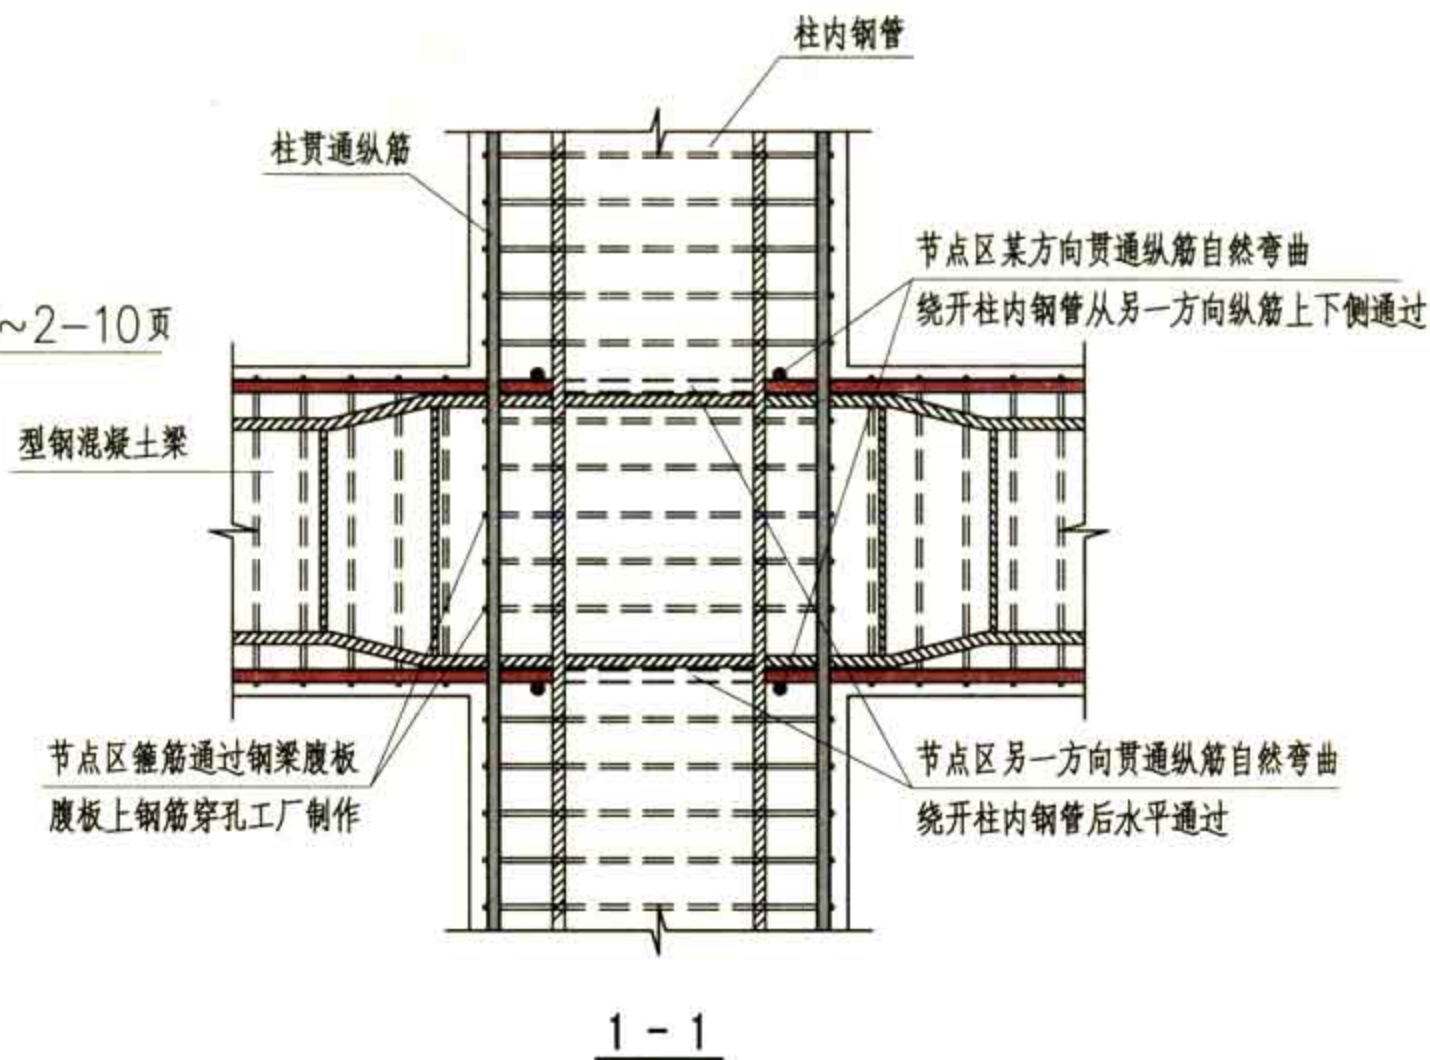 柱内钢管
柱贯通纵筋
节点区某方向贯通纵筋自然弯曲
绕开柱内钢管从另一方向纵筋上下侧通过
~2-10页
型钢混凝土梁
节点区箍筋通过钢梁腹板
腹板上钢筋穿孔工厂制作
节点区另一方向贯通纵筋自然弯曲
绕开柱内钢管后水平通过
1-1